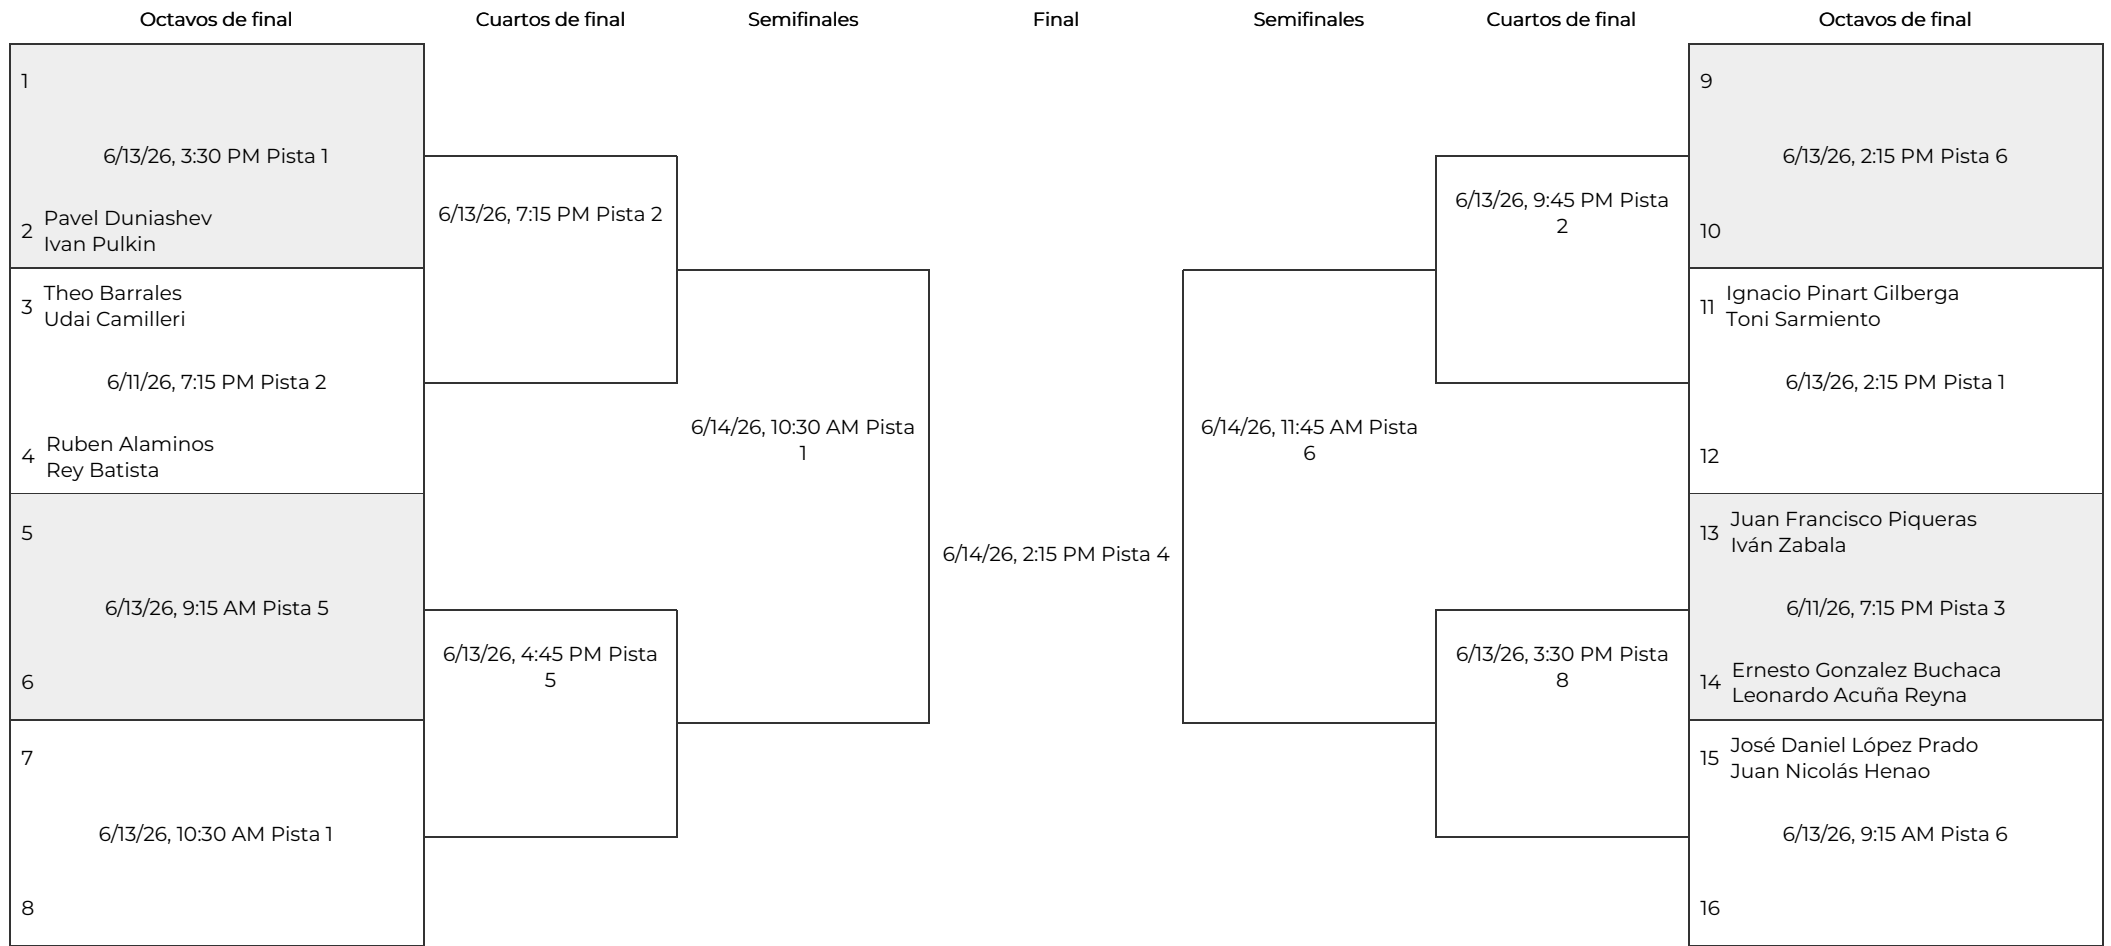 Octavos de final
Cuartos de final
Semifinales
Final
Semifinales
Cuartos de final
Octavos de final
1
6/13/26, 3:30 PM Pista 1
2
Pavel Duniashev
Ivan Pulkin
3
Theo Barrales
Udai Camilleri
6/11/26, 7:15 PM Pista 2
4
Ruben Alaminos
Rey Batista
5
6/13/26, 9:15 AM Pista 5
6
7
6/13/26, 10:30 AM Pista 1
8
6/13/26, 7:15 PM Pista 2
6/13/26, 4:45 PM Pista
5
6/14/26, 10:30 AM Pista
1
6/14/26, 2:15 PM Pista 4
6/14/26, 11:45 AM Pista
6
6/13/26, 9:45 PM Pista
2
6/13/26, 3:30 PM Pista
8
9
6/13/26, 2:15 PM Pista 6
10
11
Ignacio Pinart Gilberga
Toni Sarmiento
6/13/26, 2:15 PM Pista 1
12
13
Juan Francisco Piqueras
Iván Zabala
6/11/26, 7:15 PM Pista 3
14
Ernesto Gonzalez Buchaca
Leonardo Acuña Reyna
15
José Daniel López Prado
Juan Nicolás Henao
6/13/26, 9:15 AM Pista 6
16